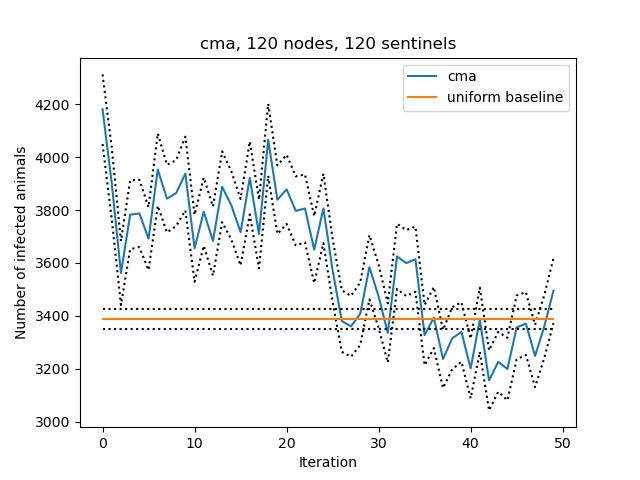 cma, 120 nodes, 120 sentinels
cma
uniform baseline
Number of infected animals
4200
4000
3800
3600
3400
3200
3000
0 10 20 30 40 50
Iteration